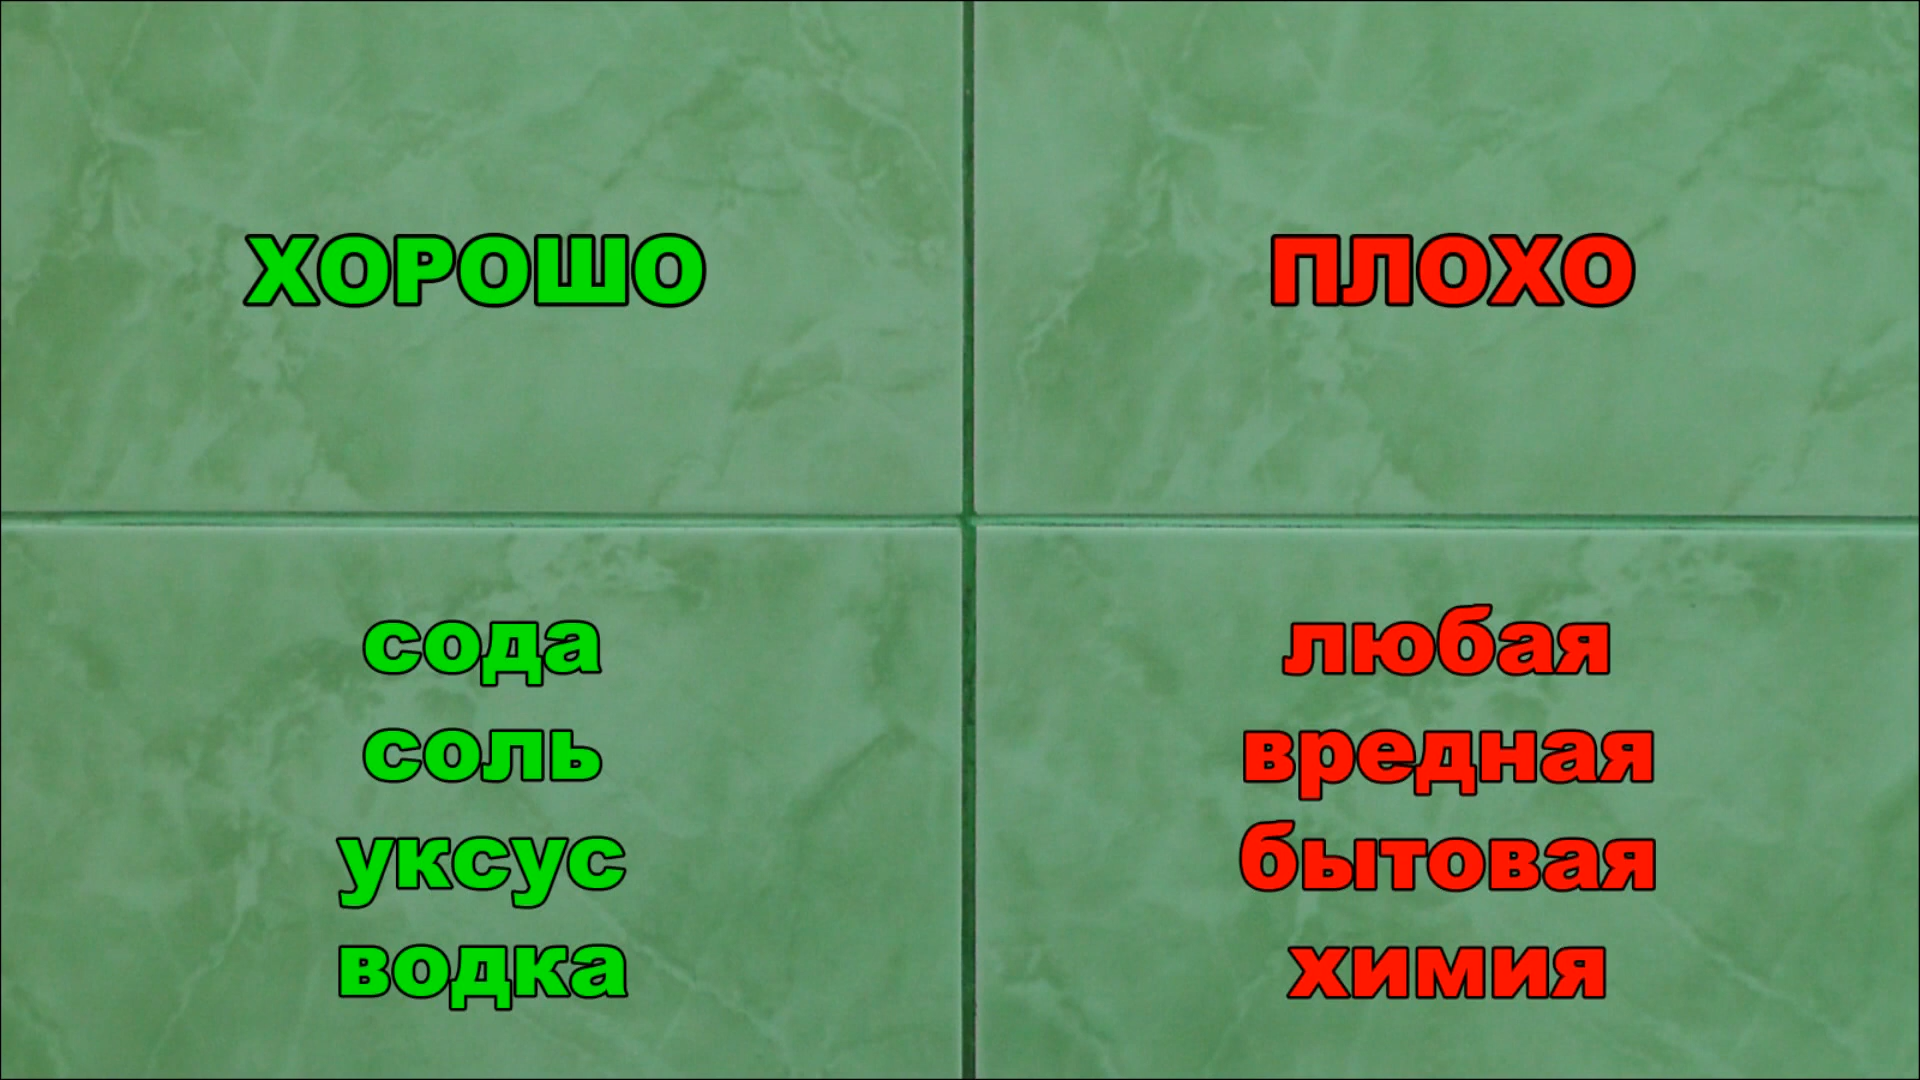 ХОРОШО
ПЛОХО
сода
соль
уксус
водка
любая
вредная
бытовая
химия